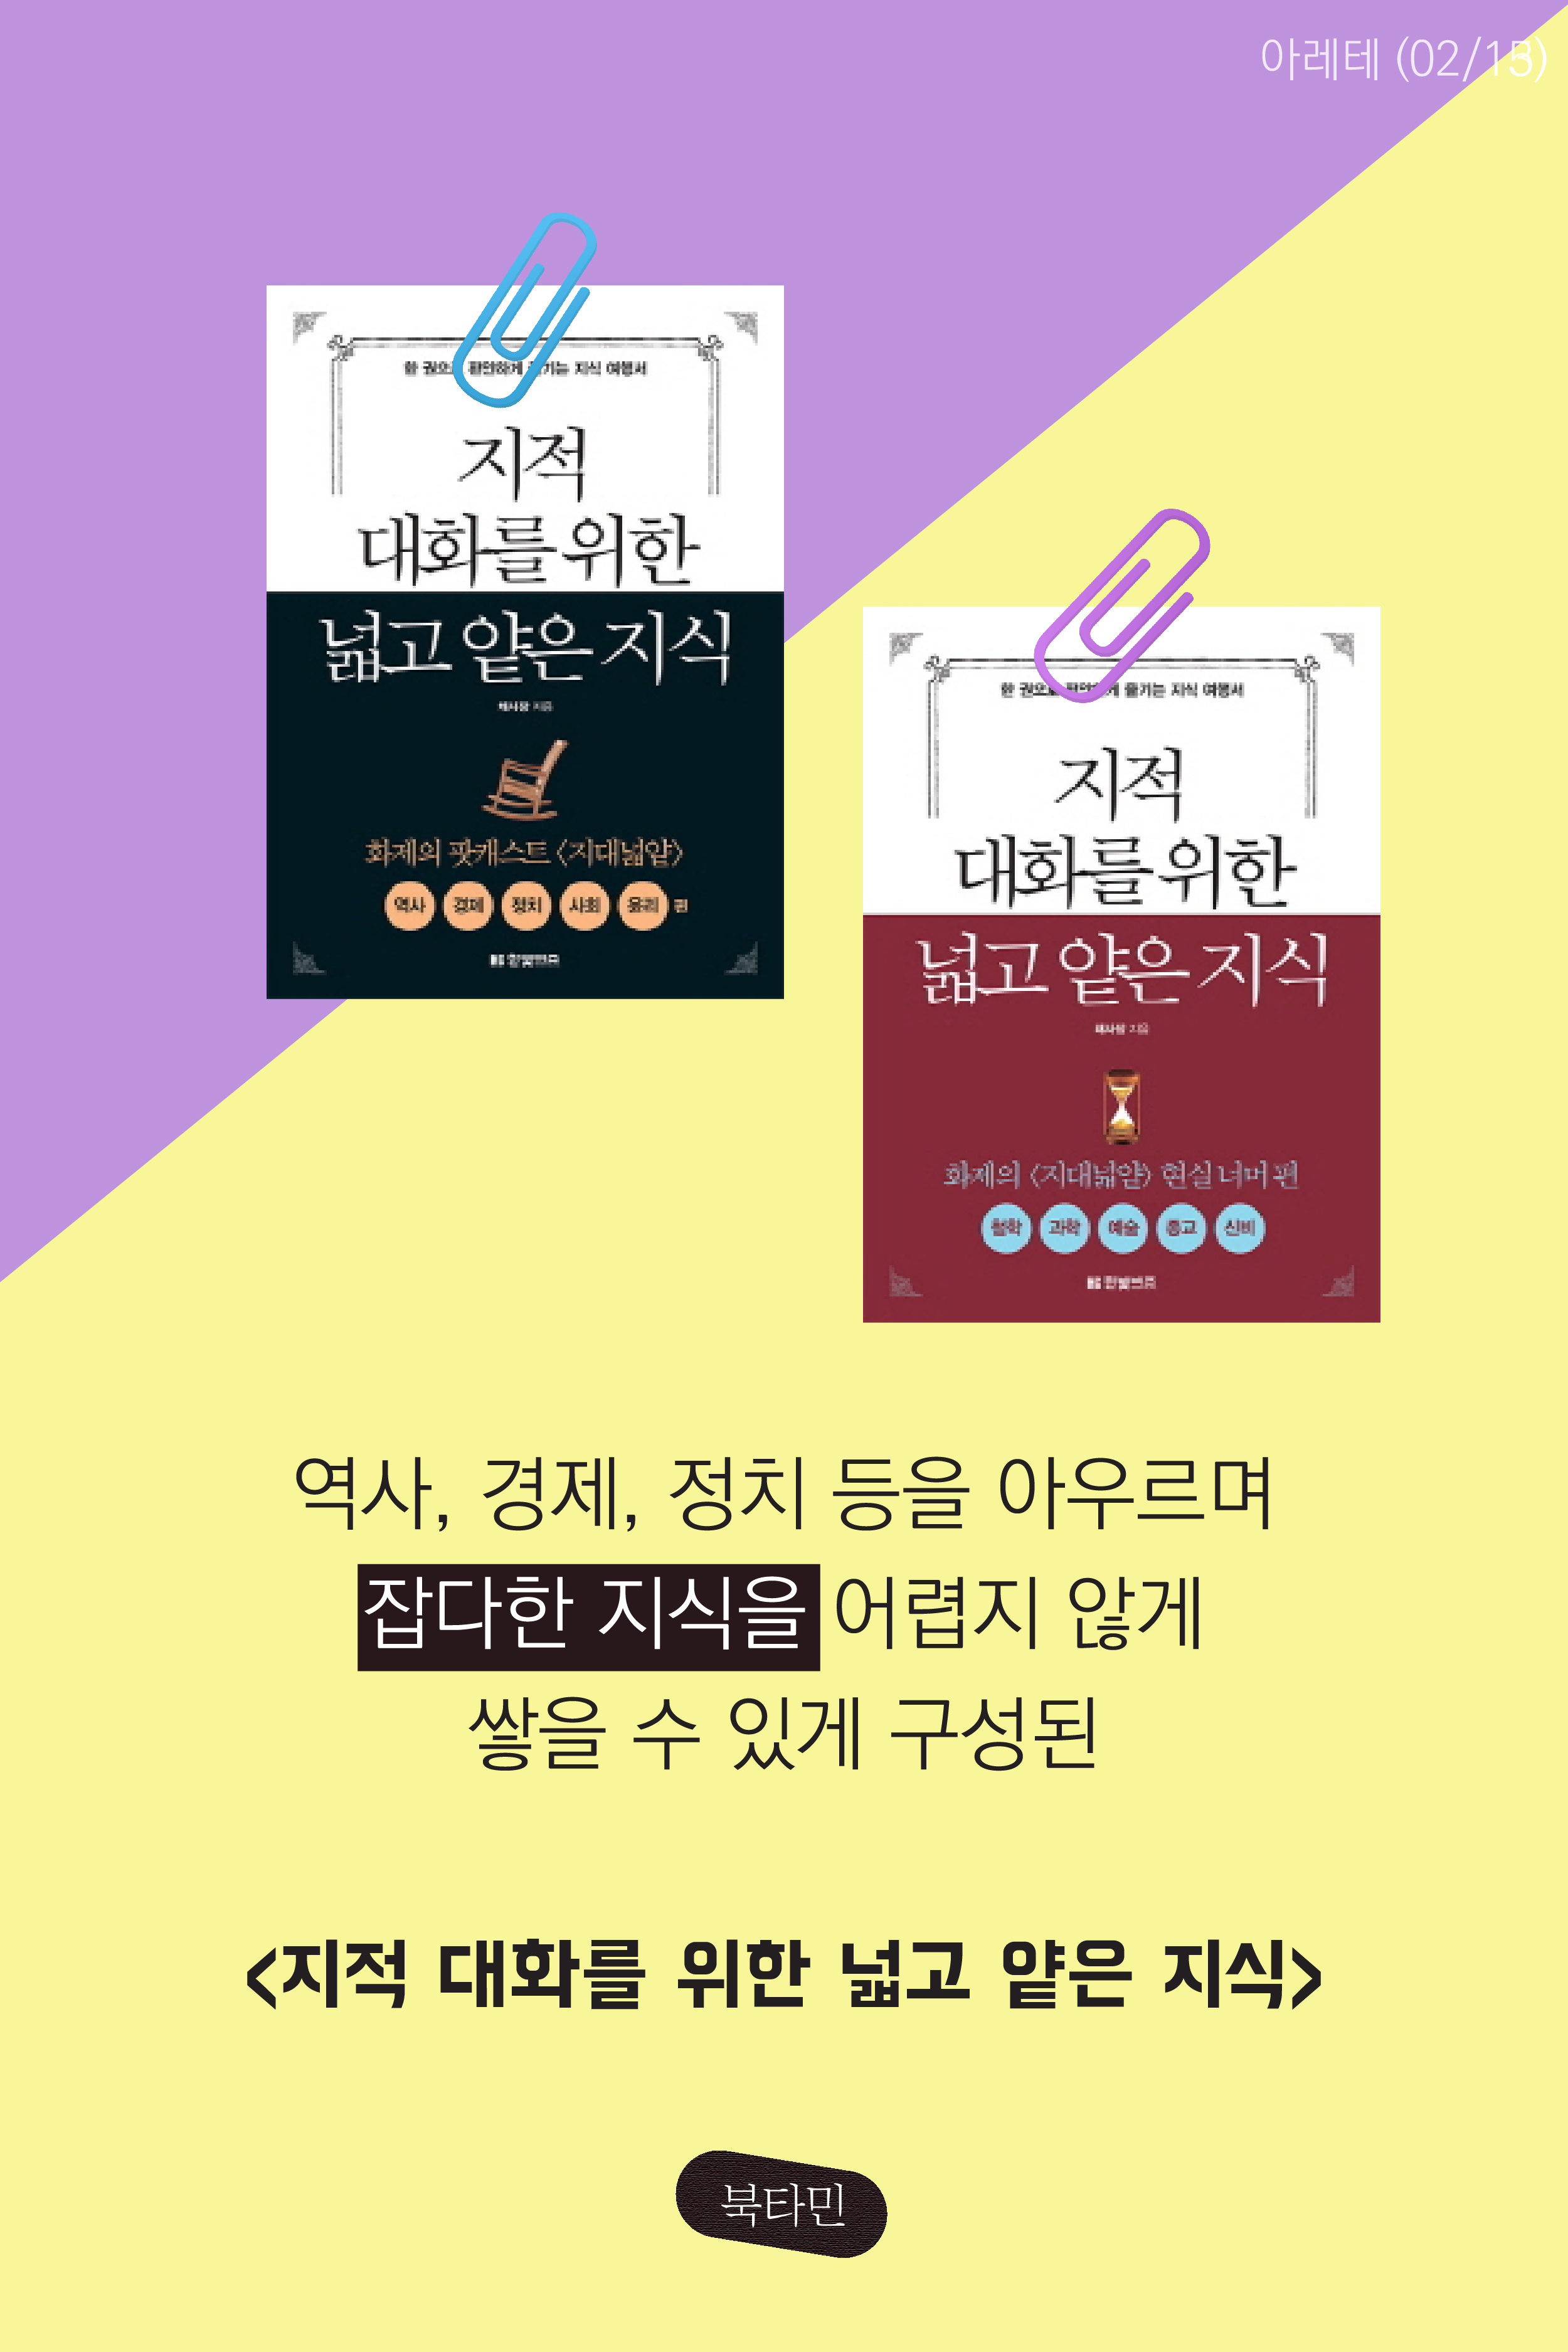 아레테 (02/13)
한 권으로 편안하게 즐기는 지식 여행서
지적
대화를 위한
넓고 얕은 지식
채사장 지음
화제의 팟캐스트 〈지대넓얕〉
역사 경제 정치 사회 윤리 편
한빛비즈
한 권으로 편안하게 즐기는 지식 여행서
지적
대화를 위한
넓고 얕은 지식
채사장 지음
화제의 〈지대넓얕〉 현실 너머 편
철학 과학 예술 종교 신비
한빛비즈
역사, 경제, 정치 등을 아우르며
잡다한 지식을 어렵지 않게
쌓을 수 있게 구성된
<지적 대화를 위한 넓고 얕은 지식>
북타민